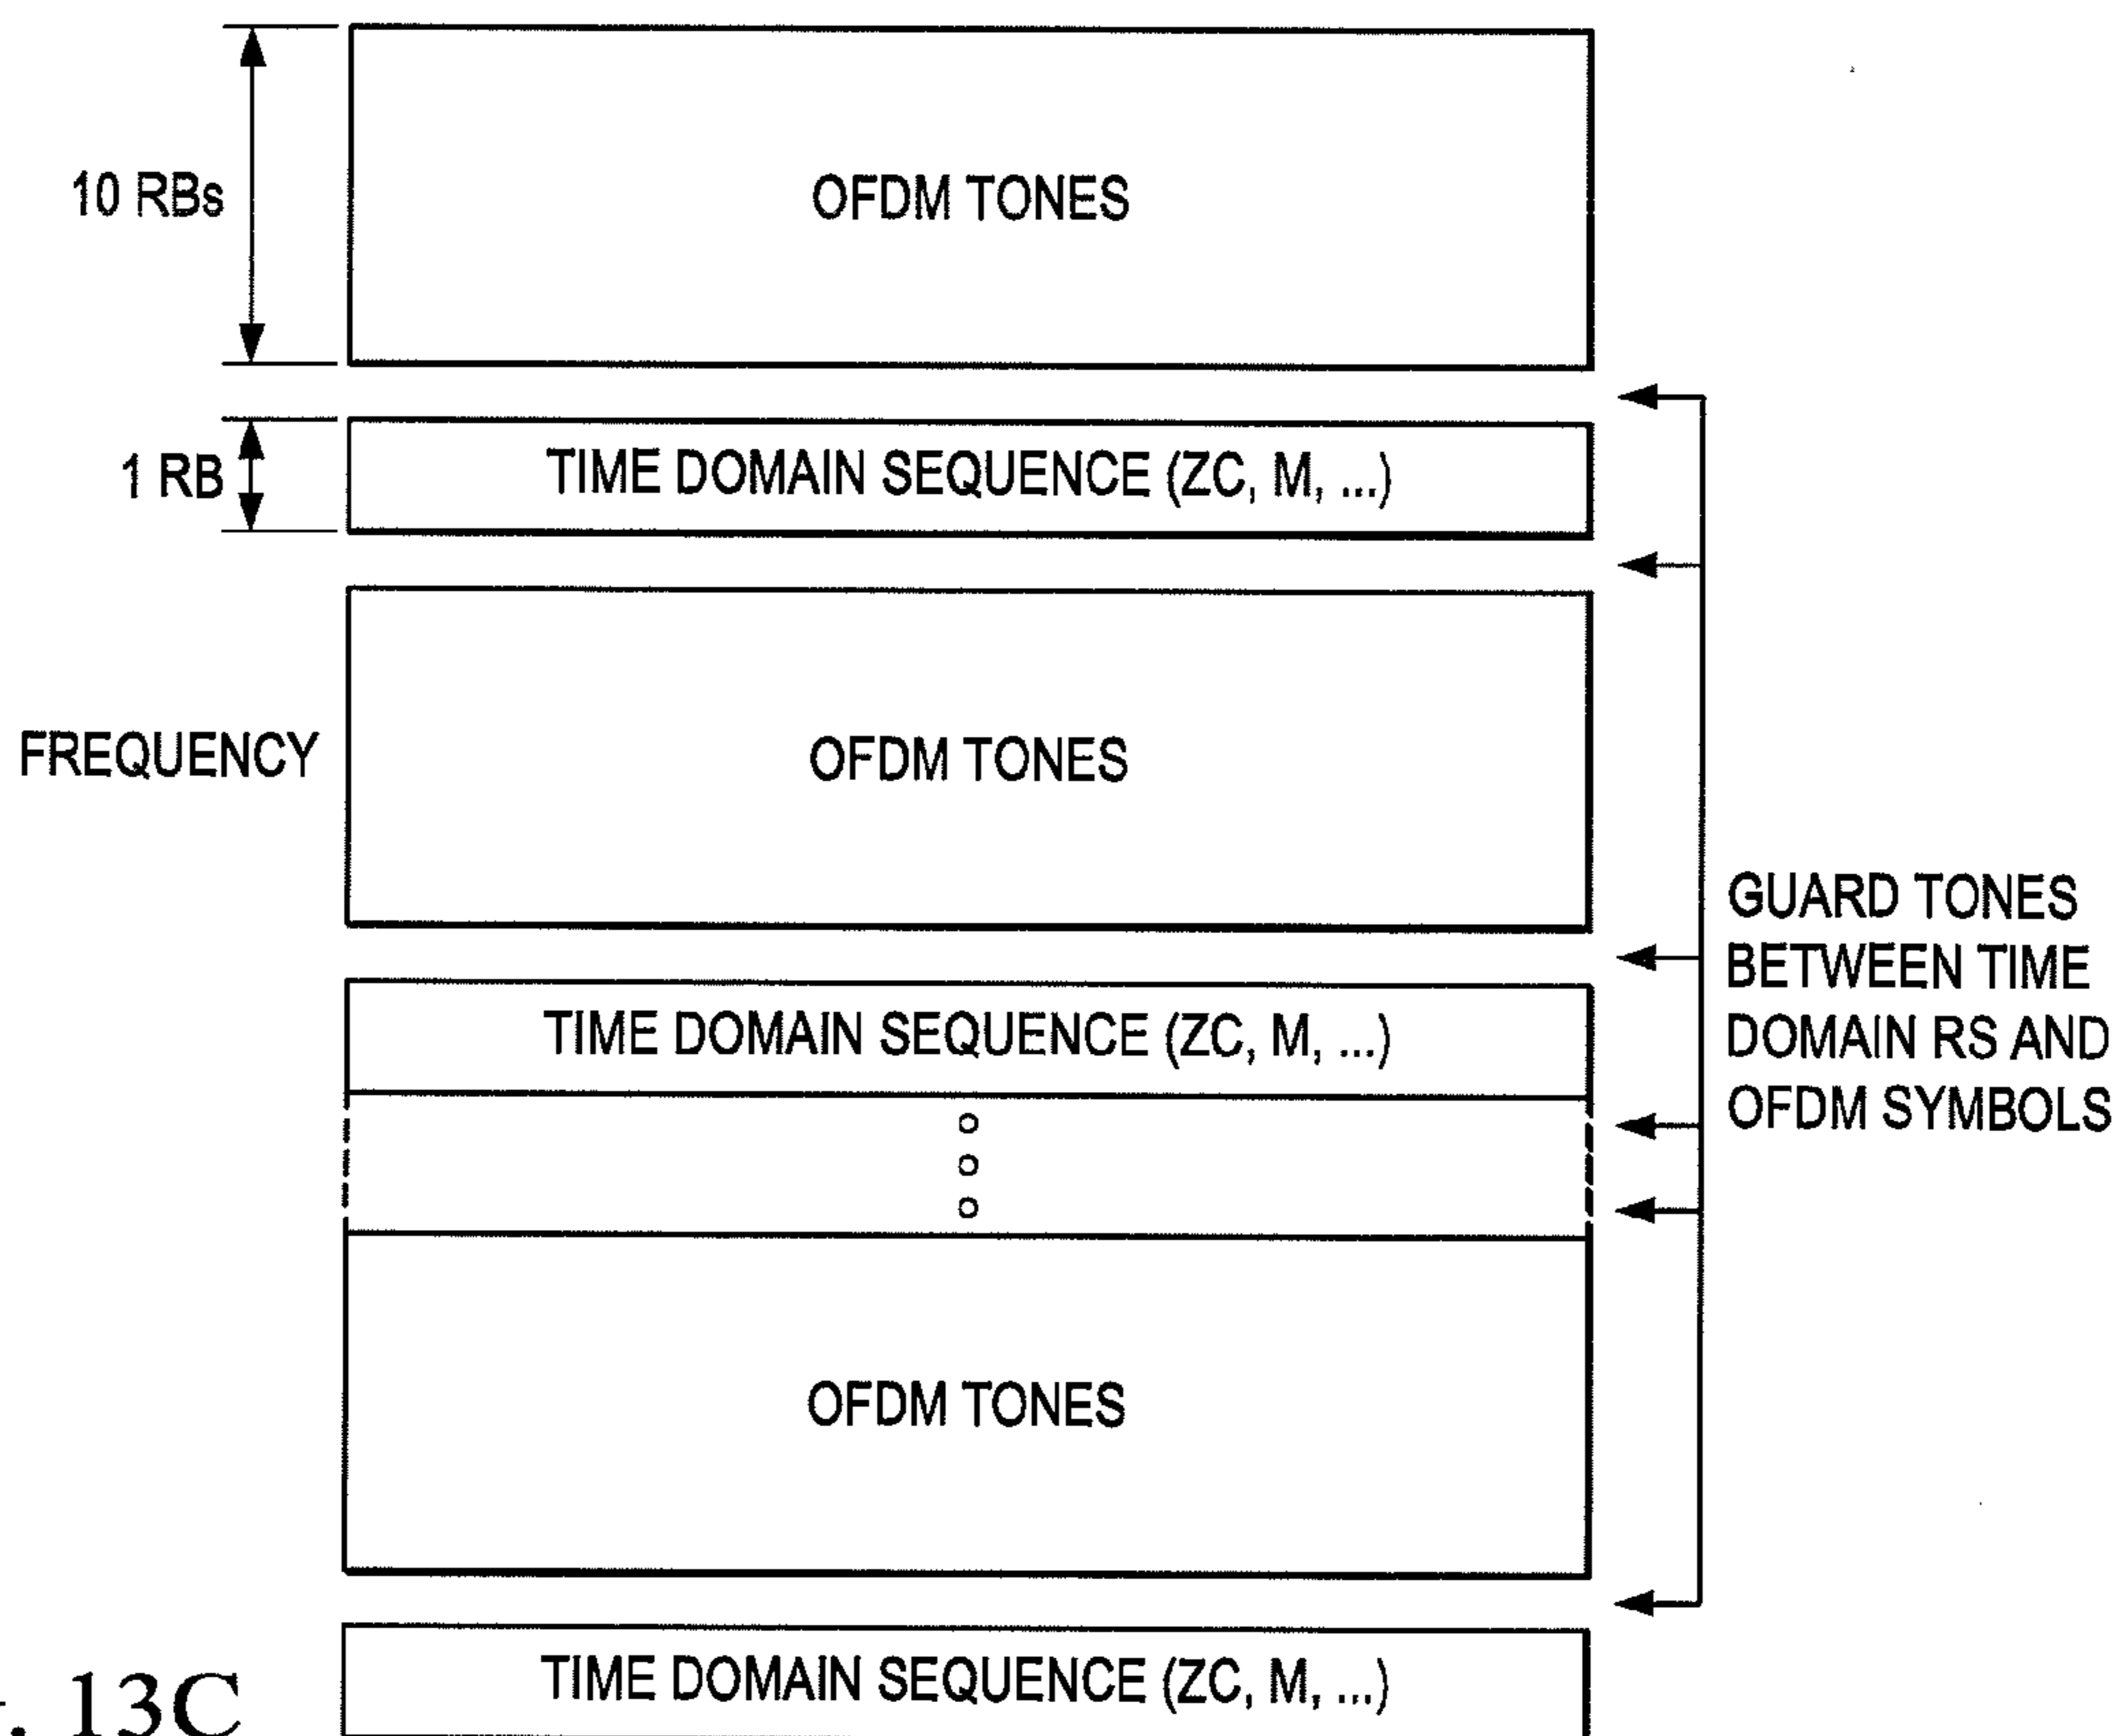 OFDM TONES
10 RBs
TIME DOMAIN SEQUENCE (ZC, M, ...)
1 RB
FREQUENCY
OFDM TONES
GUARD TONES
BETWEEN TIME
DOMAIN RS AND
OFDM SYMBOLS
TIME DOMAIN SEQUENCE (ZC, M, ...)
OFDM TONES
TIME DOMAIN SEQUENCE (ZC, M, ...)
13C